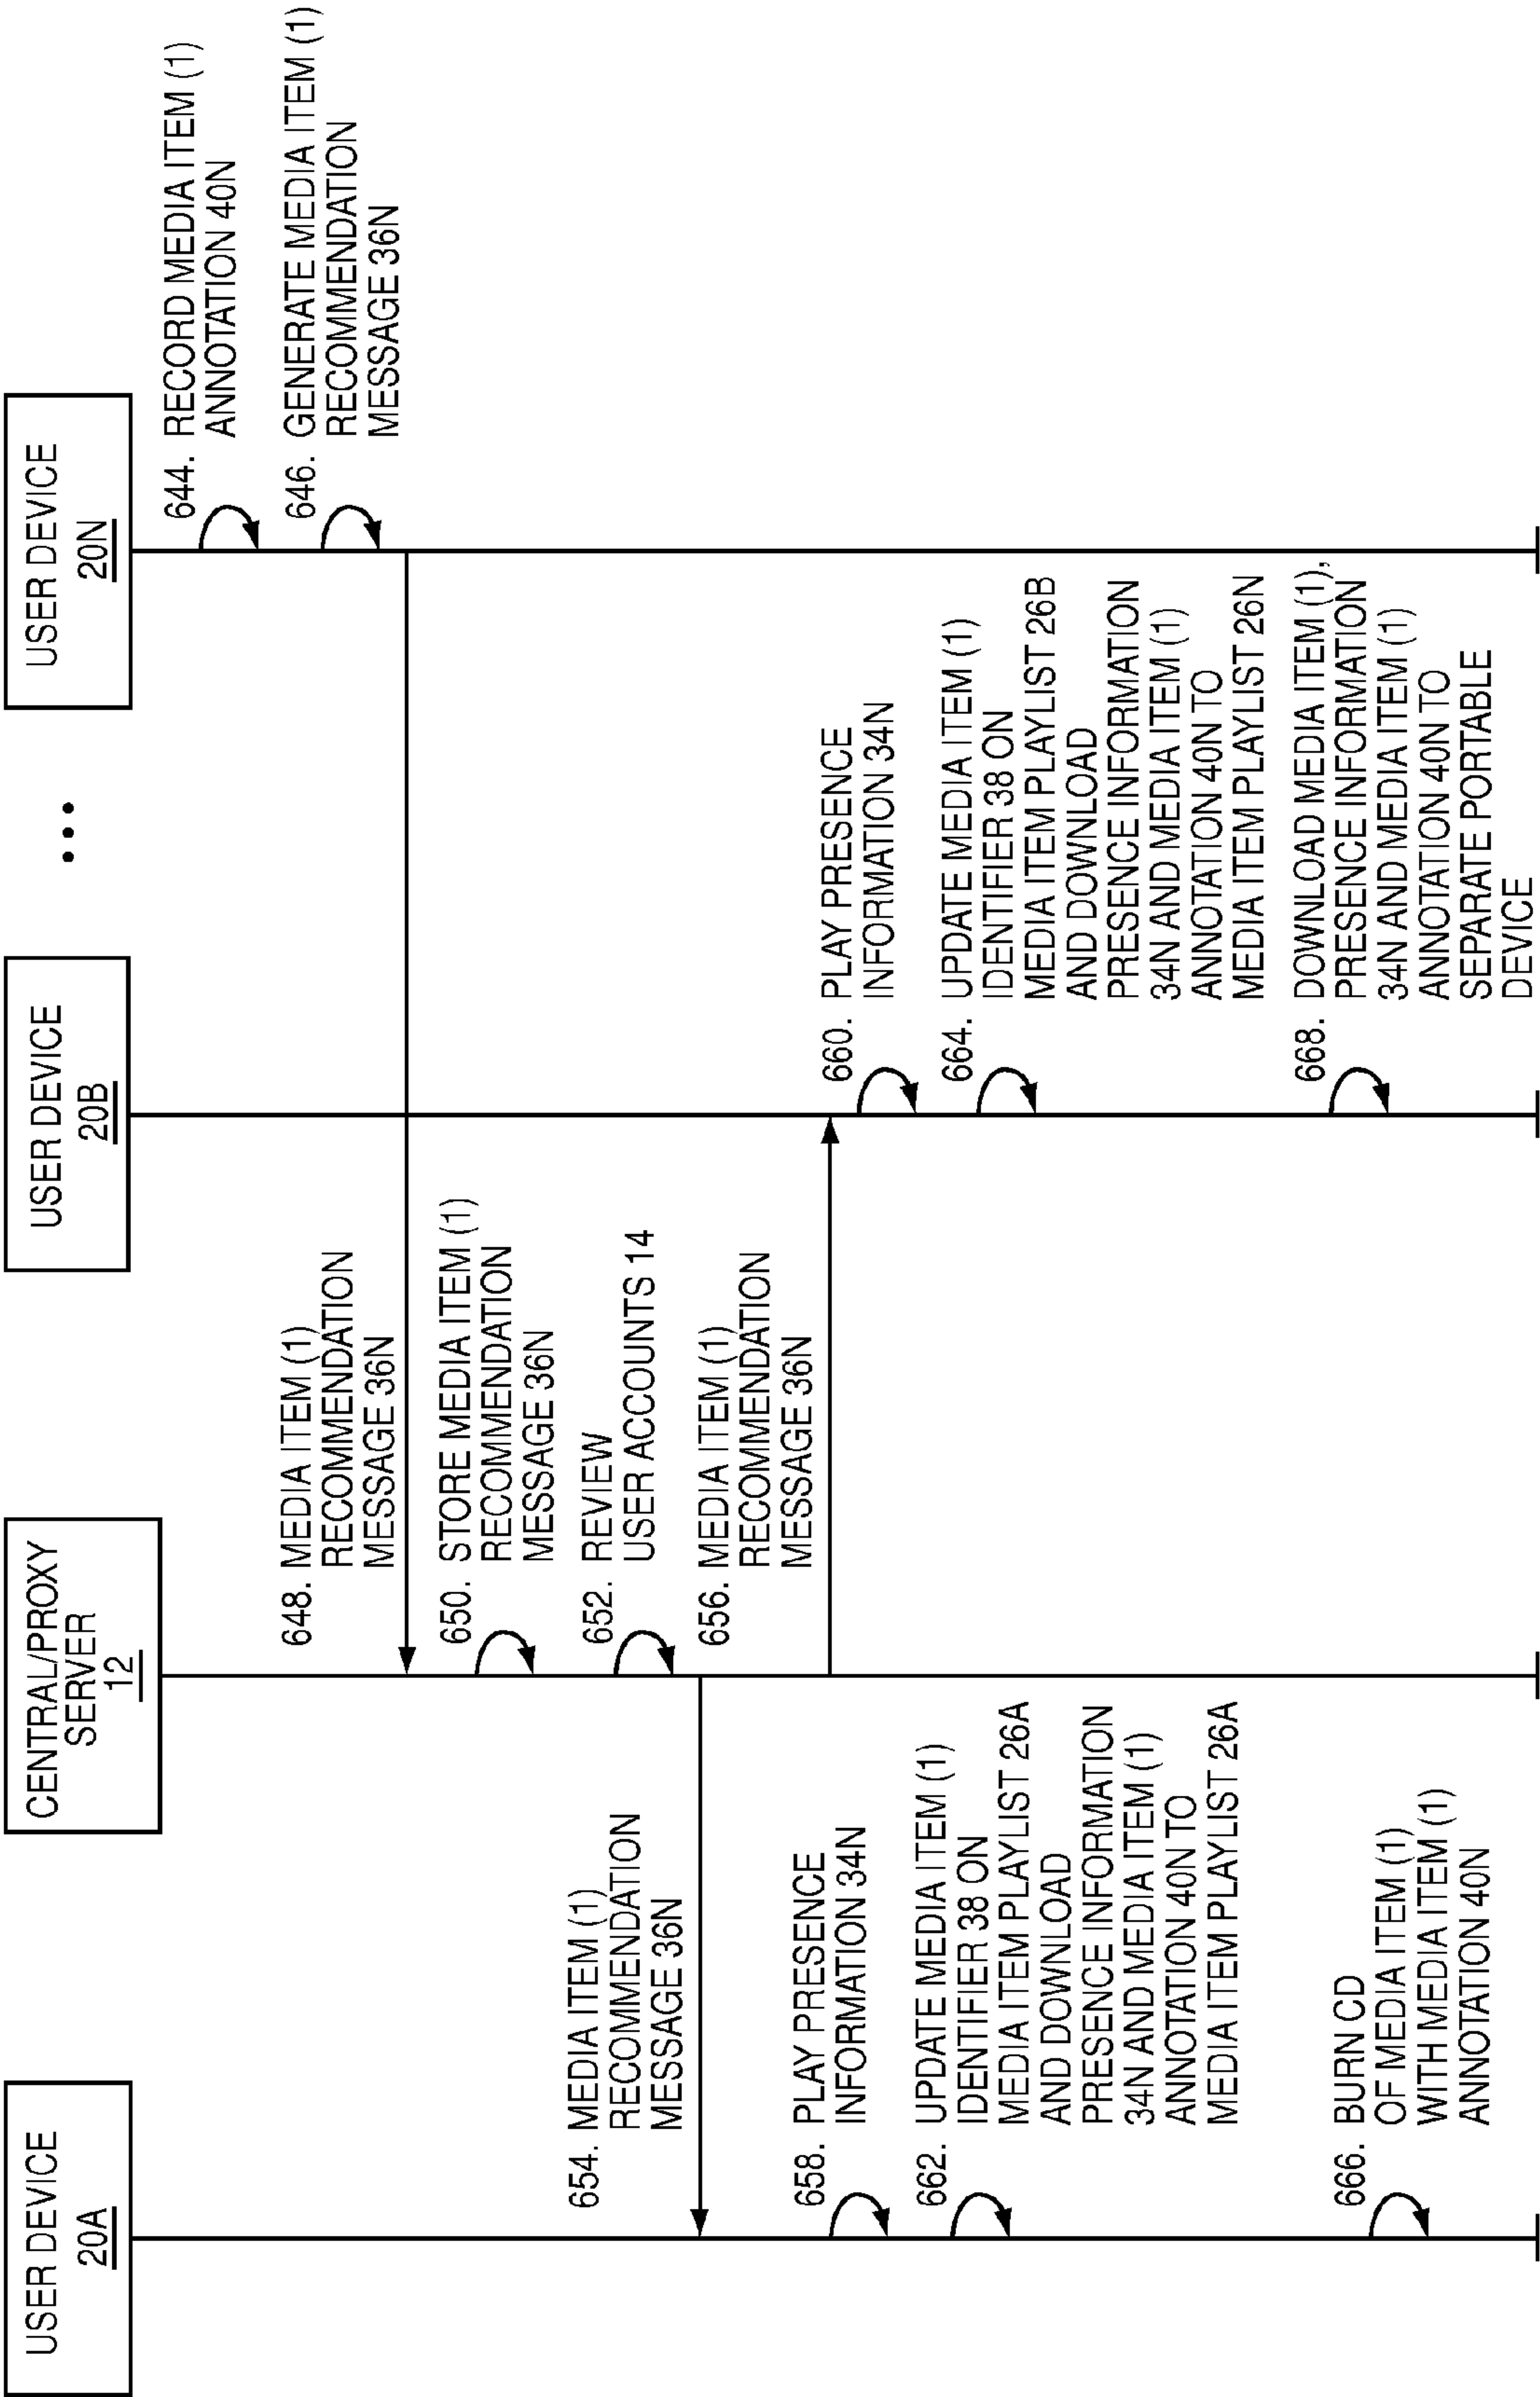 USER DEVICE
20A
CENTRAL/PROXY
SERVER
12
USER DEVICE
20B
...
USER DEVICE
20N
644. RECORD MEDIA ITEM (1)
ANNOTATION 40N
646. GENERATE MEDIA ITEM (1)
RECOMMENDATION
MESSAGE 36N
648. MEDIA ITEM (1)
RECOMMENDATION
MESSAGE 36N
650. STORE MEDIA ITEM (1)
RECOMMENDATION
MESSAGE 36N
652. REVIEW
USER ACCOUNTS 14
654. MEDIA ITEM (1)
RECOMMENDATION
MESSAGE 36N
656. MEDIA ITEM (1)
RECOMMENDATION
MESSAGE 36N
658. PLAY PRESENCE
INFORMATION 34N
660. PLAY PRESENCE
INFORMATION 34N
662. UPDATE MEDIA ITEM (1)
IDENTIFIER 38 ON
MEDIA ITEM PLAYLIST 26A
AND DOWNLOAD
PRESENCE INFORMATION
34N AND MEDIA ITEM (1)
ANNOTATION 40N TO
MEDIA ITEM PLAYLIST 26A
664. UPDATE MEDIA ITEM (1)
IDENTIFIER 38 ON
MEDIA ITEM PLAYLIST 26B
AND DOWNLOAD
PRESENCE INFORMATION
34N AND MEDIA ITEM (1)
ANNOTATION 40N TO
MEDIA ITEM PLAYLIST 26N
666. BURN CD
OF MEDIA ITEM (1)
WITH MEDIA ITEM (1)
ANNOTATION 40N
668. DOWNLOAD MEDIA ITEM (1),
PRESENCE INFORMATION
34N AND MEDIA ITEM (1)
ANNOTATION 40N TO
SEPARATE PORTABLE
DEVICE